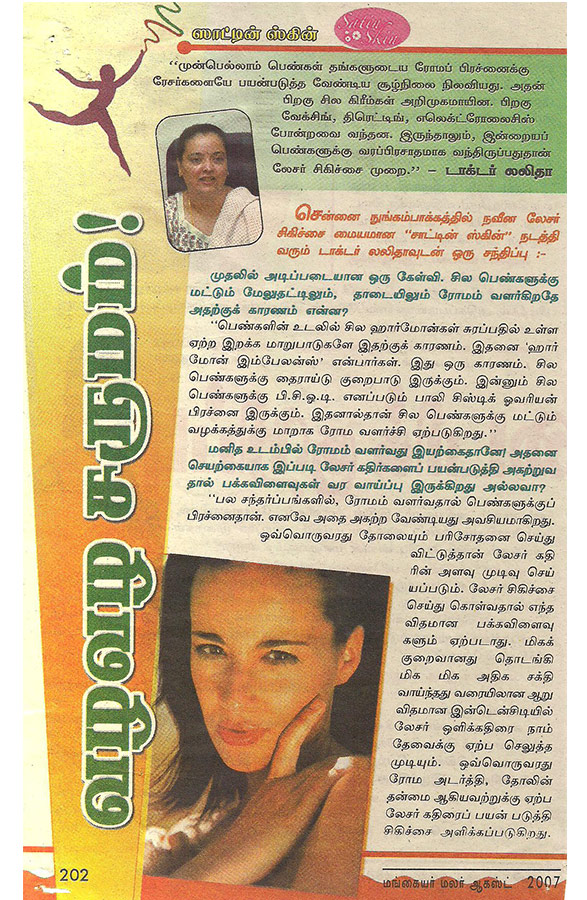 ஸாட்டின் ஸ்கின்
Satin Skin
"முன்பெல்லாம் பெண்கள் தங்களுடைய ரோமப் பிரச்னைக்கு
ரேசர்களையே பயன்படுத்த வேண்டிய சூழ்நிலை நிலவியது. அதன்
பிறகு சில கிரீம்கள் அறிமுகமாயின. பிறகு
வேக்சிங், திரெட்டிங், எலெக்ட்ரோலைசிஸ்
போன்றவை வந்தன. இருந்தாலும், இன்றையப்
பெண்களுக்கு வரப்பிரசாதமாக வந்திருப்பதுதான்
லேசர் சிகிச்சை முறை." – டாக்டர் லலிதா
சென்னை நுங்கம்பாக்கத்தில் நவீன லேசர்
சிகிச்சை மையமான "சாட்டின் ஸ்கின்" நடத்தி
வரும் டாக்டர் லலிதாவுடன் ஒரு சந்திப்பு :-
வழவழ சருமம்!
முதலில் அடிப்படையான ஒரு கேள்வி. சில பெண்களுக்கு
மட்டும் மேலுதட்டிலும், தாடையிலும் ரோமம் வளர்கிறதே
அதற்குக் காரணம் என்ன?
"பெண்களின் உடலில் சில ஹார்மோன்கள் சுரப்பதில் உள்ள
ஏற்ற இறக்க மாறுபாடுகளே இதற்குக் காரணம். இதனை 'ஹார்
மோன் இம்பேலன்ஸ்' என்பார்கள். இது ஒரு காரணம். சில
பெண்களுக்கு தைராய்டு குறைபாடு இருக்கும். இன்னும் சில
பெண்களுக்கு பி.சி.ஓ.டி. எனப்படும் பாலி சிஸ்டிக் ஓவரியன்
பிரச்னை இருக்கும். இதனால்தான் சில பெண்களுக்கு மட்டும்
வழக்கத்துக்கு மாறாக ரோம வளர்ச்சி ஏற்படுகிறது."
மனித உடம்பில் ரோமம் வளர்வது இயற்கைதானே! அதனை
செயற்கையாக இப்படி லேசர் கதிர்களைப் பயன்படுத்தி அகற்றுவ
தால் பக்கவிளைவுகள் வர வாய்ப்பு இருக்கிறது அல்லவா?
"பல சந்தர்ப்பங்களில், ரோமம் வளர்வதால் பெண்களுக்குப்
பிரச்னைதான். எனவே அதை அகற்ற வேண்டியது அவசியமாகிறது.
ஒவ்வொருவரது தோலையும் பரிசோதனை செய்து
விட்டுத்தான் லேசர் கதி
ரின் அளவு முடிவு செய்
யப்படும். லேசர் சிகிச்சை
செய்து கொள்வதால் எந்த
விதமான பக்கவிளைவு
களும் ஏற்படாது. மிகக்
குறைவானது தொடங்கி
மிக மிக அதிக சக்தி
வாய்ந்தது வரையிலான ஆறு
விதமான இன்டென்சிடியில்
லேசர் ஒளிக்கதிரை நாம்
தேவைக்கு ஏற்ப செலுத்த
முடியும். ஒவ்வொருவரது
ரோம அடர்த்தி, தோலின்
தன்மை ஆகியவற்றுக்கு ஏற்ப
லேசர் கதிரைப் பயன் படுத்தி
சிகிச்சை அளிக்கப்படுகிறது.
202
மங்கையர் மலர் ஆகஸ்ட் 2007